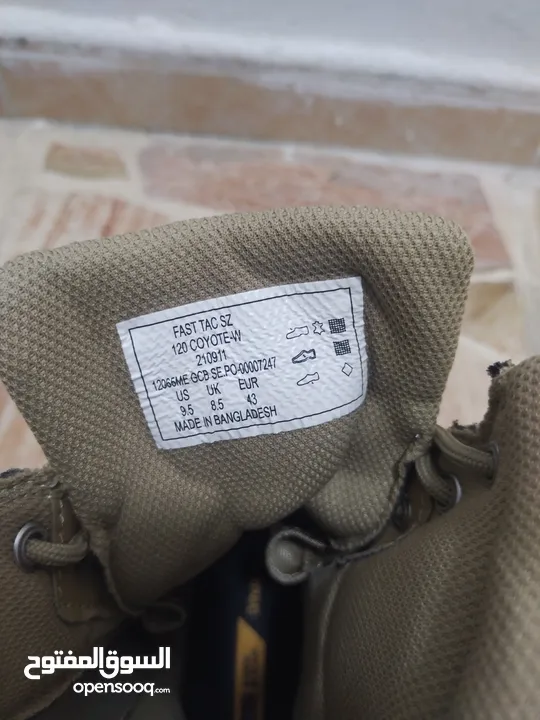 FAST TAC SZ
120 COYOTE-W
210911
12066ME GCB SE.PO-00007247
US UK EUR
9.5 8.5 43
MADE IN BANGLADESH
السوق المفتوح
opensooq.com